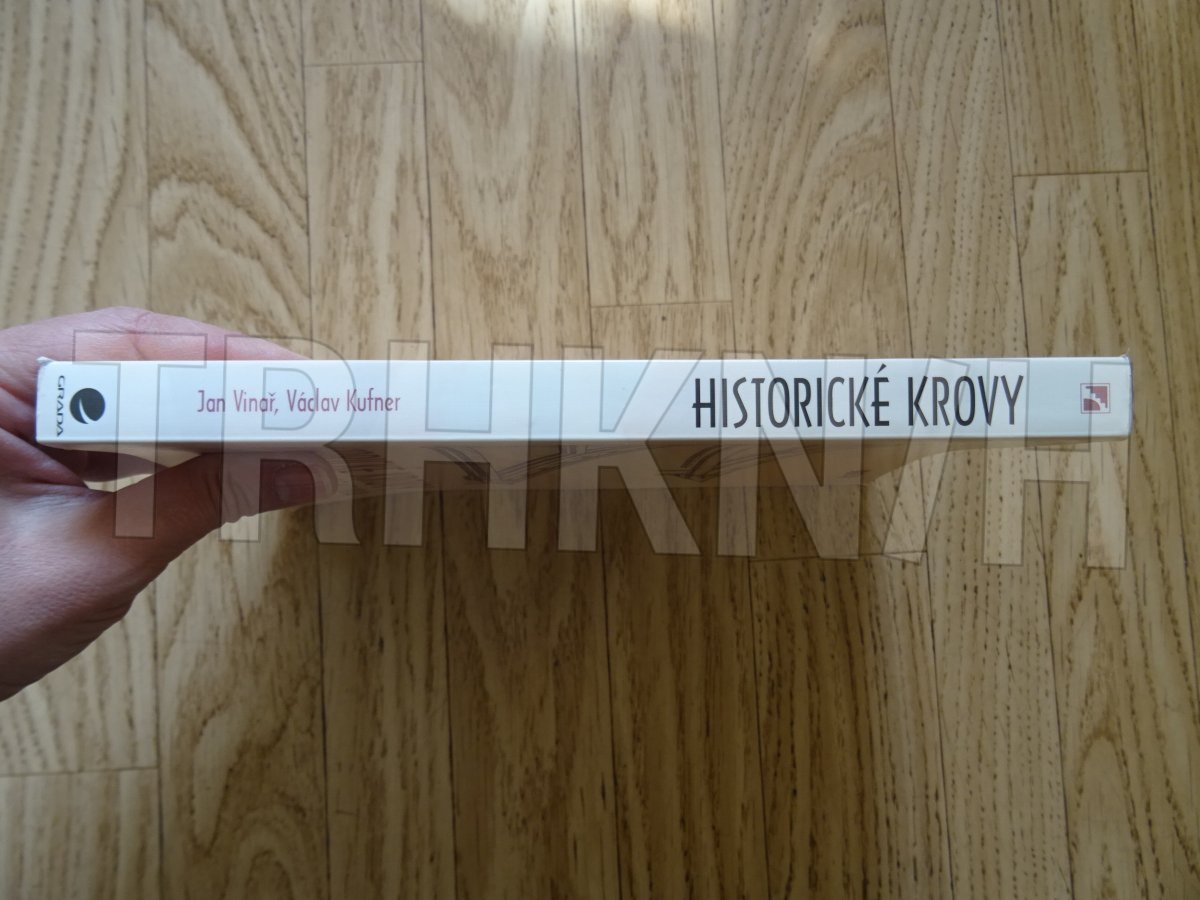 GRADA
Jan Vinař, Václav Kufner
HISTORICKÉ KROVY
TRHKNIH